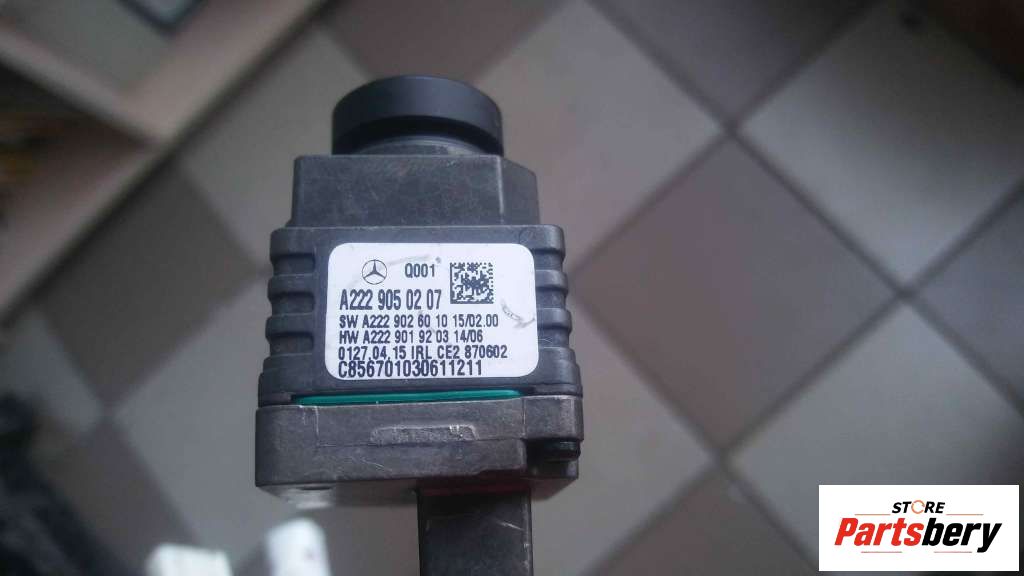 Q001
A222 905 02 07
SW A222 902 60 10 15/02.00
HW A222 901 92 03 14/06
0127.04.15 IRL CE2 870602
C856701030611211
STORE
Partsbery